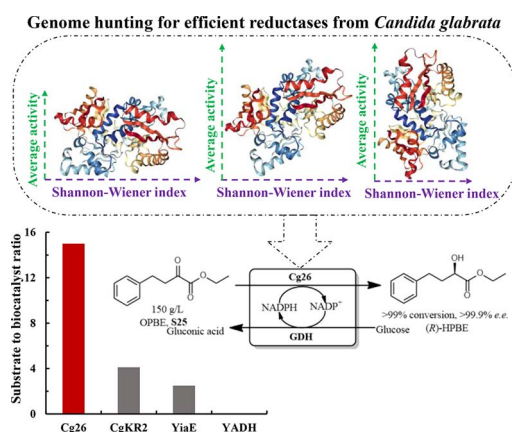 Genome hunting for efficient reductases from Candida glabrata
Average activity
Shannon-Wiener index
Average activity
Shannon-Wiener index
Average activity
Shannon-Wiener index
Substrate to biocatalyst ratio
16
12
8
4
0
Cg26
CgKR2
YiaE
YADH
O
O
O
150 g/L
OPBE, S25
Gluconic acid
Cg26
NADPH
NADP+
GDH
Glucose
OH
O
O
>99% conversion, >99.9% e.e.
(R)-HPBE